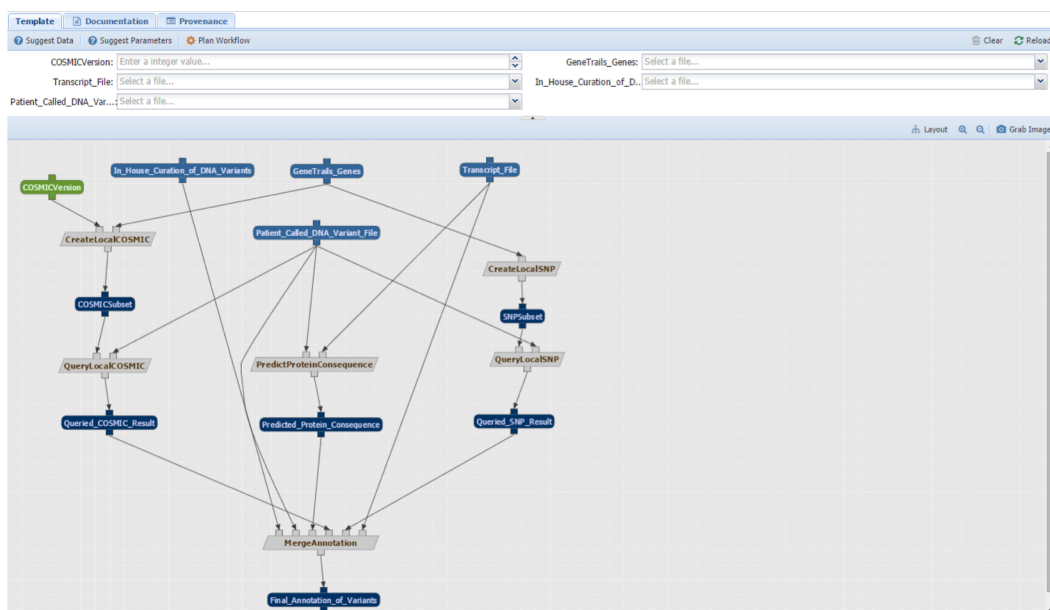 Template Documentation Provenance
Suggest Data Suggest Parameters Plan Workflow Clear Reload
COSMICVersion: Enter a integer value... GeneTrails_Genes: Select a file...
Transcript_File: Select a file... In_House_Curation_of_D.. Select a file...
Patient_Called_DNA_Var...: Select a file...
Layout Grab Image
In_House_Curation_of_DNA_Variants GeneTrails_Genes Transcript_File
COSMICVersion
Patient_Called_DNA_Variant_File
CreateLocalCOSMIC
CreateLocalSNP
COSMICSubset
SNPSubset
QueryLocalCOSMIC PredictProteinConsequence QueryLocalSNP
Queried_COSMIC_Result Predicted_Protein_Consequence Queried_SNP_Result
MergeAnnotation
Final_Annotation_of_Variants